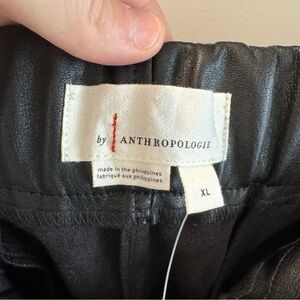 by ANTHROPOLOGIE
made in the philippines
fabriqué aux philippines
XL